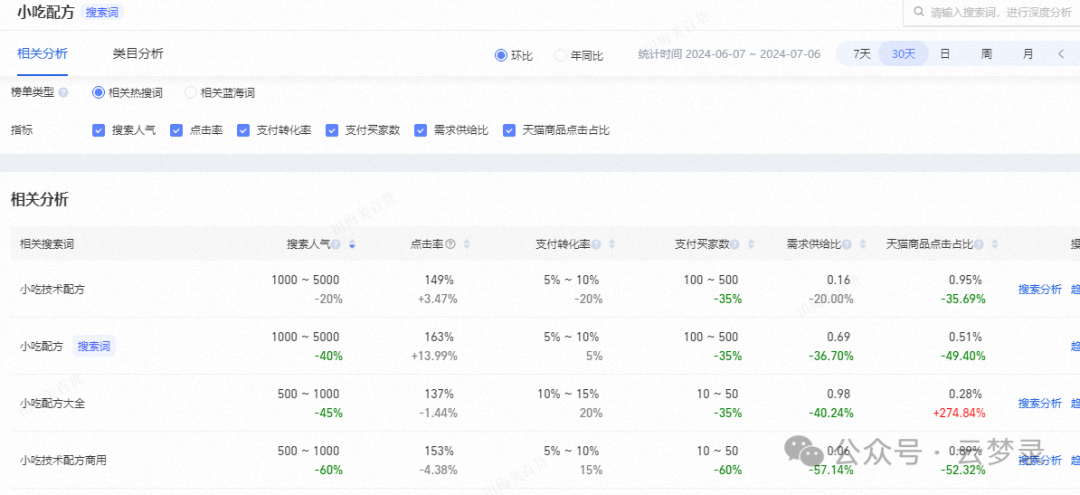 小吃配方 搜索词 请输入搜索词，进行深度分析
相关分析 类目分析 环比 年同比 统计时间 2024-06-07 ~ 2024-07-06 7天 30天 日 周 月
榜单类型 相关热搜词 相关蓝海词
指标 搜索人气 点击率 支付转化率 支付买家数 需求供给比 天猫商品点击占比
相关分析
相关搜索词 搜索人气 点击率 支付转化率 支付买家数 需求供给比 天猫商品点击占比
1000 ~ 5000 149% 5% ~ 10% 100 ~ 500 0.16 0.95%
小吃技术配方 搜索分析
-20% +3.47% -20% -35% -20.00% -35.69%
1000 ~ 5000 163% 5% ~ 10% 100 ~ 500 0.69 0.51%
小吃配方 搜索词
-40% +13.99% 5% -35% -36.70% -49.40%
500 ~ 1000 137% 10% ~ 15% 10 ~ 50 0.98 0.28%
小吃配方大全 搜索分析
-45% -1.44% 20% -35% -40.24% +274.84%
500 ~ 1000 153% 5% ~ 10% 10 ~ 50 0.06 0.89%
小吃技术配方商用 搜索分析
-60% -4.38% 15% -60% -57.14% -52.32%
公众号 · 云梦录